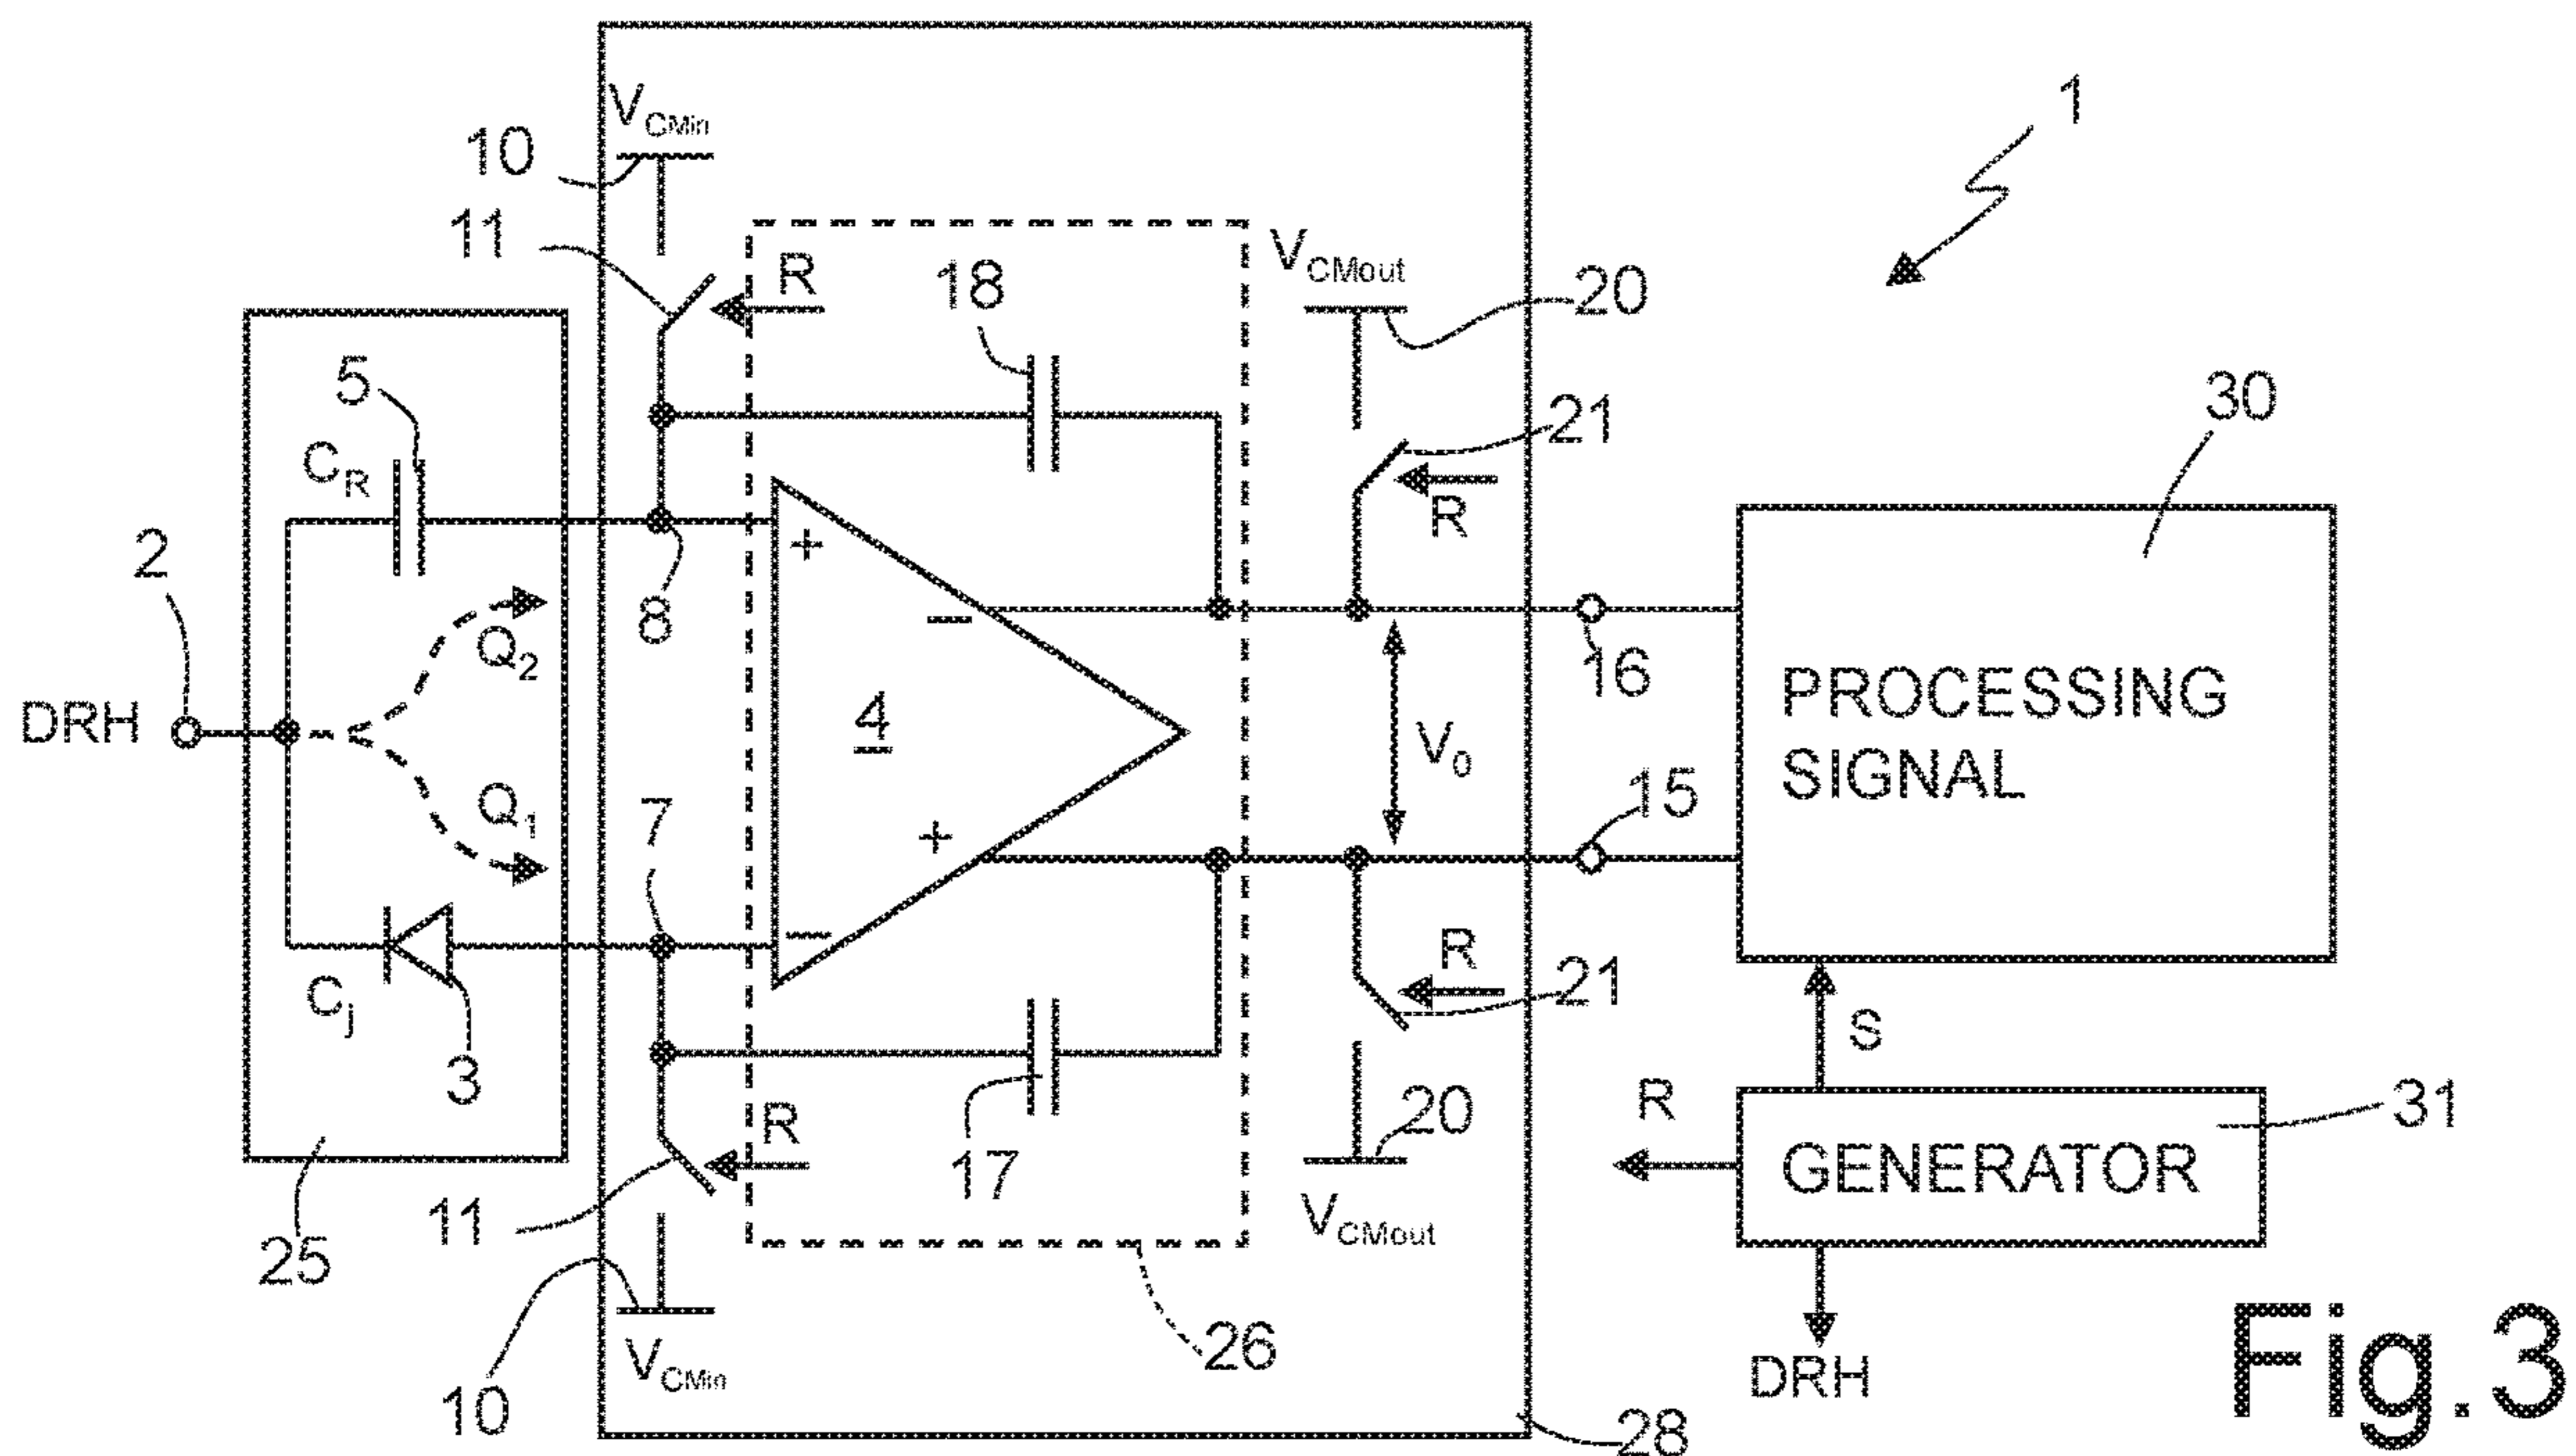 1
V_CMin
10
11
R
18
V_CMout
20
5
C_R
21
R
30
2
+
8
−
Q_2
16
DRH
4
V_0
PROCESSING
SIGNAL
Q_1
7
+
15
−
C_j
3
R
21
S
R
17
20
R
GENERATOR
31
11
25
V_CMout
26
V_CMin
10
DRH
28
Fig.3